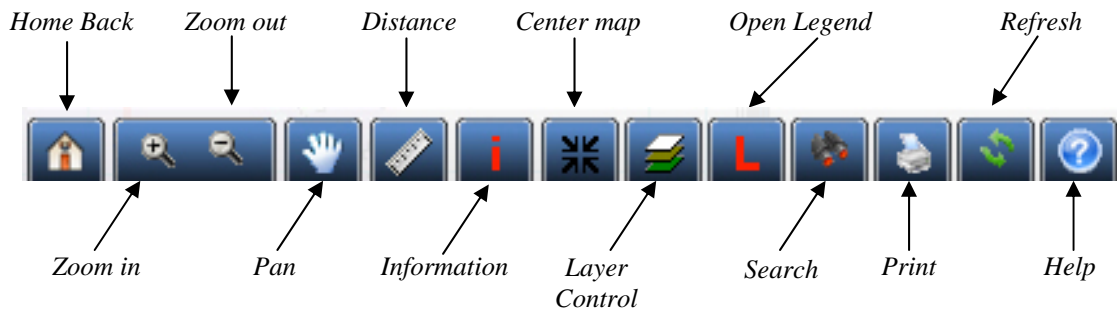 Home Back Zoom out Distance Center map Open Legend Refresh
i L ?
Zoom in Pan Information Layer Control Search Print Help